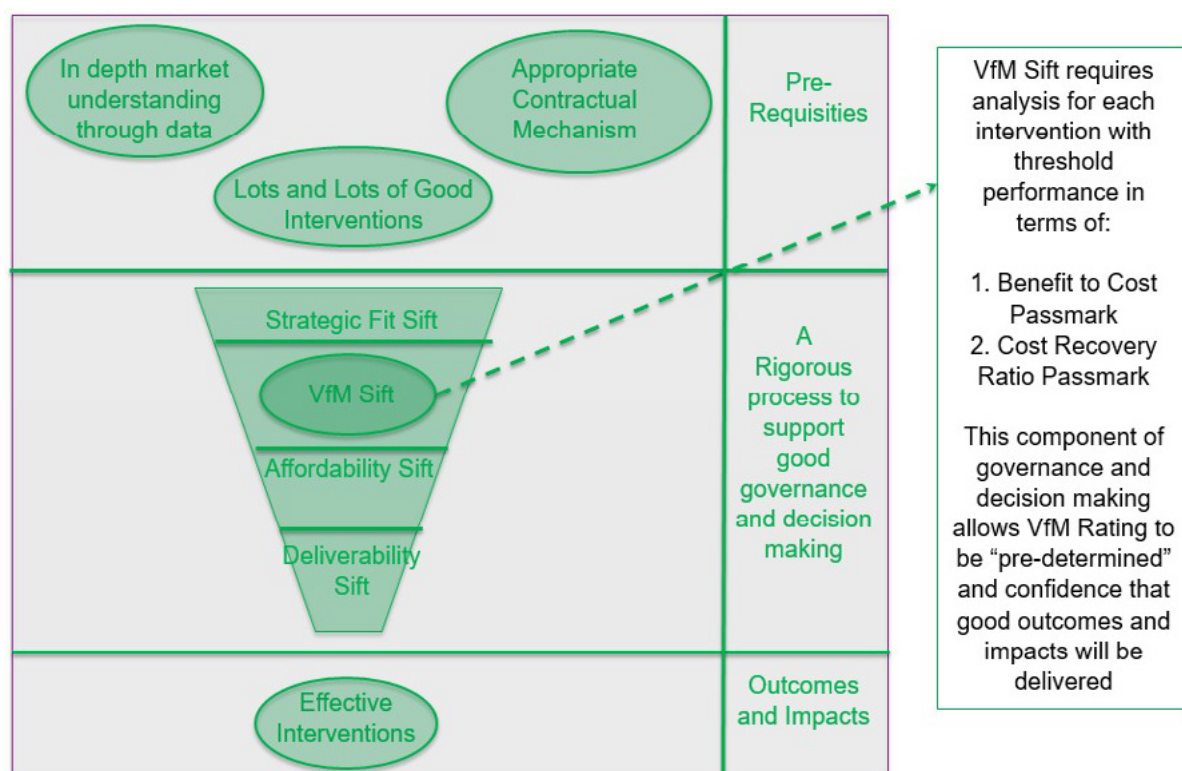 In depth market
understanding
through data
Appropriate
Contractual
Mechanism
Lots and Lots of Good
Interventions
Pre-
Requisities
Strategic Fit Sift
VfM Sift
Affordability Sift
Deliverability
Sift
A
Rigorous
process to
support
good
governance
and decision
making
Effective
Interventions
Outcomes
and Impacts
VfM Sift requires
analysis for each
intervention with
threshold
performance in
terms of:
1. Benefit to Cost
Passmark
2. Cost Recovery
Ratio Passmark
This component of
governance and
decision making
allows VfM Rating to
be “pre-determined”
and confidence that
good outcomes and
impacts will be
delivered